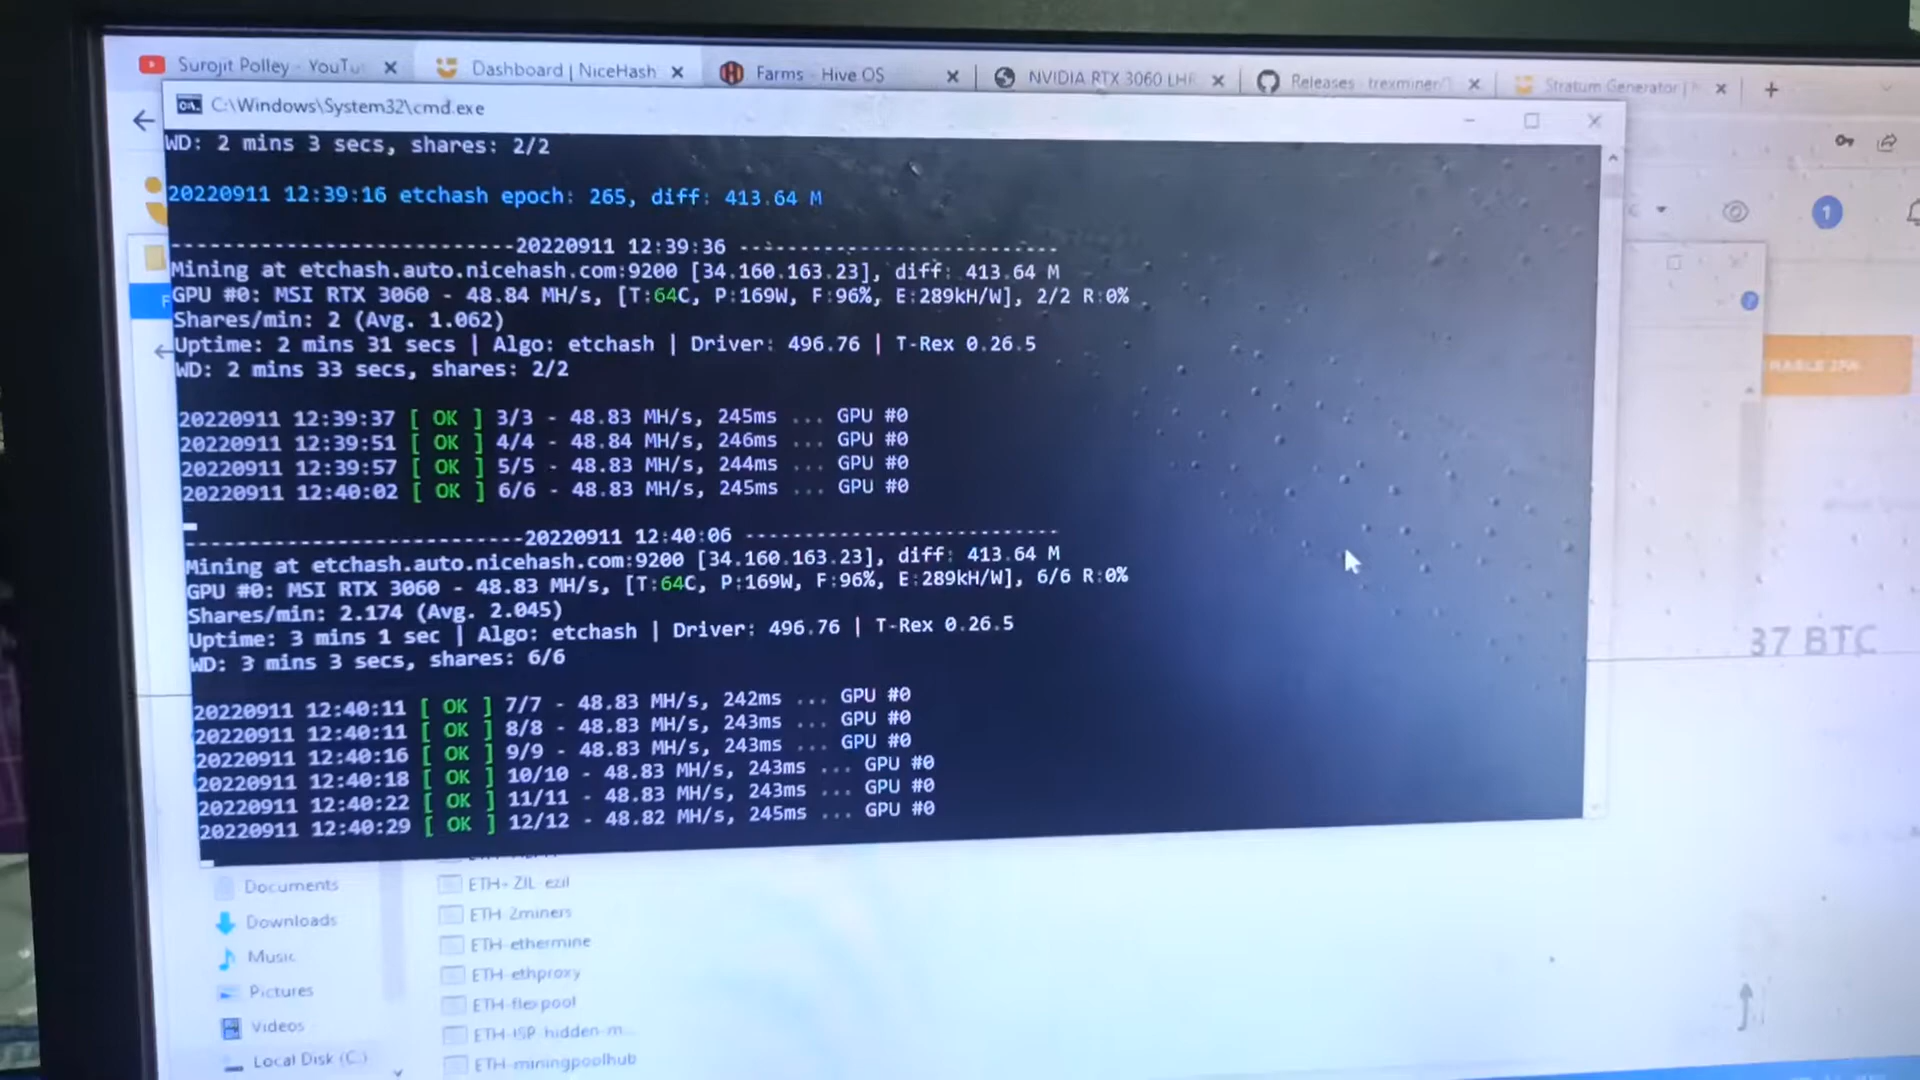 Surojit Polley - YouTu
Dashboard | NiceHash
Farms - Hive OS
NVIDIA RTX 3060 LHR
Releases · trexminer/
Stratum Generator |
C:\Windows\System32\cmd.exe
WD: 2 mins 3 secs, shares: 2/2
20220911 12:39:16 etchash epoch: 265, diff: 413.64 M
--------------------------20220911 12:39:36 --------------------------
Mining at etchash.auto.nicehash.com:9200 [34.160.163.23], diff: 413.64 M
GPU #0: MSI RTX 3060 - 48.84 MH/s, [T:64C, P:169W, F:96%, E:289kH/W], 2/2 R:0%
Shares/min: 2 (Avg. 1.062)
Uptime: 2 mins 31 secs | Algo: etchash | Driver: 496.76 | T-Rex 0.26.5
WD: 2 mins 33 secs, shares: 2/2
20220911 12:39:37 [ OK ] 3/3 - 48.83 MH/s, 245ms ... GPU #0
20220911 12:39:51 [ OK ] 4/4 - 48.84 MH/s, 246ms ... GPU #0
20220911 12:39:57 [ OK ] 5/5 - 48.83 MH/s, 244ms ... GPU #0
20220911 12:40:02 [ OK ] 6/6 - 48.83 MH/s, 245ms ... GPU #0
--------------------------20220911 12:40:06 --------------------------
Mining at etchash.auto.nicehash.com:9200 [34.160.163.23], diff: 413.64 M
GPU #0: MSI RTX 3060 - 48.83 MH/s, [T:64C, P:169W, F:96%, E:289kH/W], 6/6 R:0%
Shares/min: 2.174 (Avg. 2.045)
Uptime: 3 mins 1 sec | Algo: etchash | Driver: 496.76 | T-Rex 0.26.5
WD: 3 mins 3 secs, shares: 6/6
20220911 12:40:11 [ OK ] 7/7 - 48.83 MH/s, 242ms ... GPU #0
20220911 12:40:11 [ OK ] 8/8 - 48.83 MH/s, 243ms ... GPU #0
20220911 12:40:16 [ OK ] 9/9 - 48.83 MH/s, 243ms ... GPU #0
20220911 12:40:18 [ OK ] 10/10 - 48.83 MH/s, 243ms ... GPU #0
20220911 12:40:22 [ OK ] 11/11 - 48.83 MH/s, 243ms ... GPU #0
20220911 12:40:29 [ OK ] 12/12 - 48.82 MH/s, 245ms ... GPU #0
1
37 BTC
Documents
Downloads
Music
Pictures
Videos
Local Disk (C:)
ETH+ZIL-ezil
ETH-2miners
ETH-ethermine
ETH-ethproxy
ETH-flexpool
ETH-ISP-hidden-m...
ETH-miningpoolhub